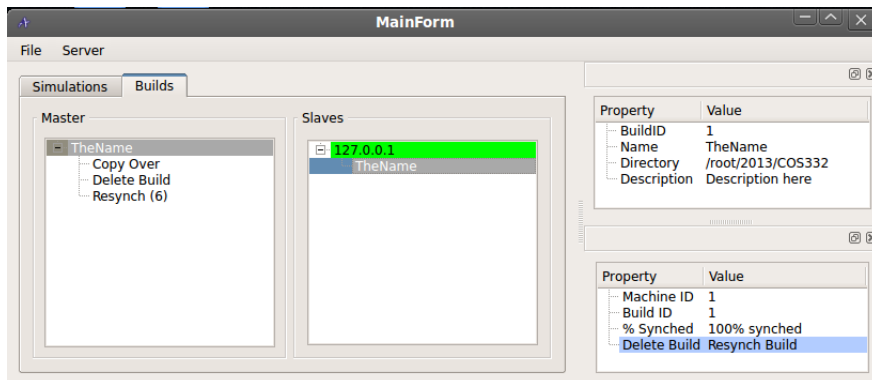 MainForm
File Server
Simulations Builds
Master
TheName
Copy Over
Delete Build
Resynch (6)
Slaves
127.0.0.1
TheName
Property Value
BuildID 1
Name TheName
Directory /root/2013/COS332
Description Description here
Property Value
Machine ID 1
Build ID 1
% Synched 100% synched
Delete Build Resynch Build